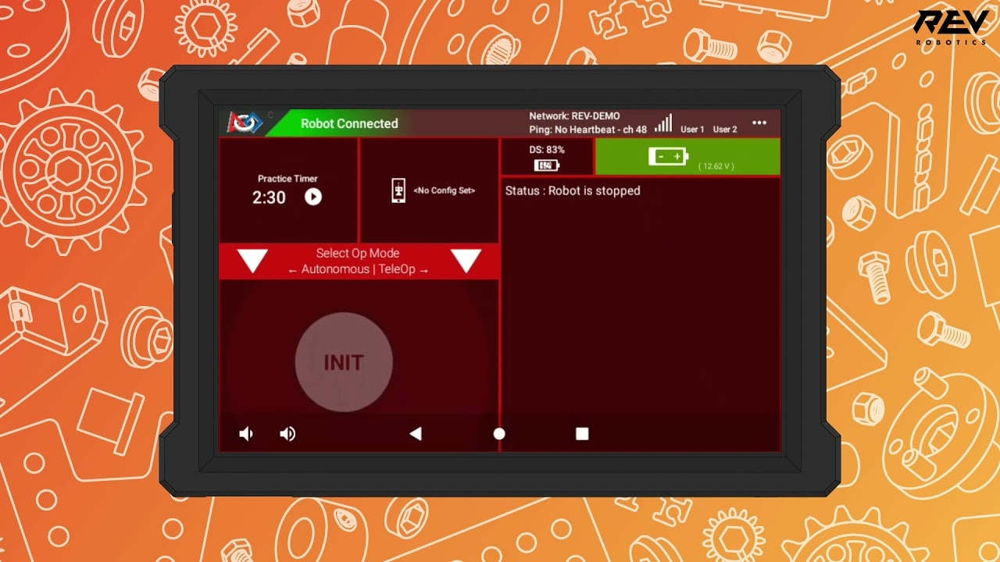 REV
ROBOTICS
C
Robot Connected
Network: REV-DEMO
Ping: No Heartbeat - ch 48
User 1 User 2
Practice Timer
2:30
<No Config Set>
DS: 83%
( 12.62 V )
Status : Robot is stopped
Select Op Mode
← Autonomous | TeleOp →
INIT